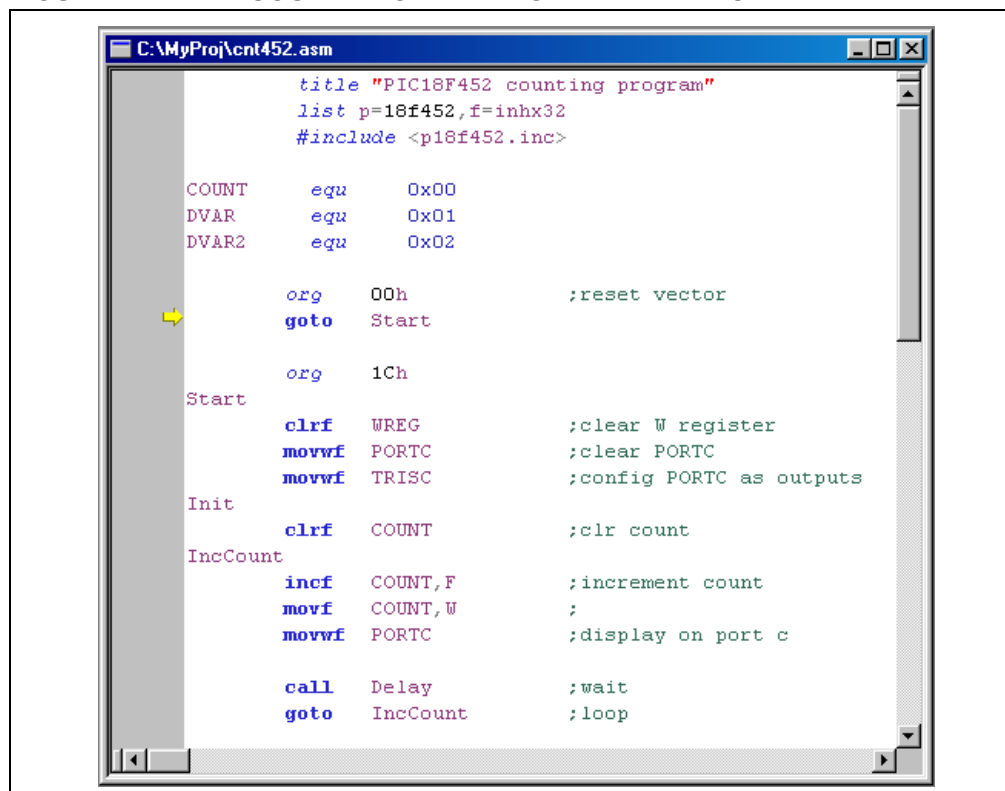 C:\MyProj\cnt452.asm
title "PIC18F452 counting program"
list p=18f452,f=inhx32
#include <p18f452.inc>
COUNT equ 0x00
DVAR equ 0x01
DVAR2 equ 0x02
org 00h ;reset vector
goto Start
org 1Ch
Start
clrf WREG ;clear W register
movwf PORTC ;clear PORTC
movwf TRISC ;config PORTC as outputs
Init
clrf COUNT ;clr count
IncCount
incf COUNT,F ;increment count
movf COUNT,W ;
movwf PORTC ;display on port c
call Delay ;wait
goto IncCount ;loop